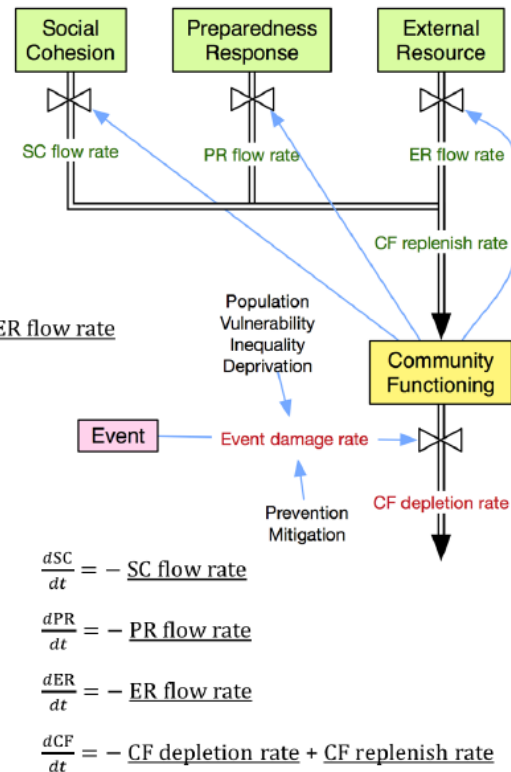 Social Cohesion
Preparedness Response
External Resource
SC flow rate
PR flow rate
ER flow rate
CF replenish rate
ER flow rate
Population
Vulnerability
Inequality
Deprivation
Community Functioning
Event
Event damage rate
CF depletion rate
Prevention
Mitigation
dSC/dt = − SC flow rate
dPR/dt = − PR flow rate
dER/dt = − ER flow rate
dCF/dt = − CF depletion rate + CF replenish rate